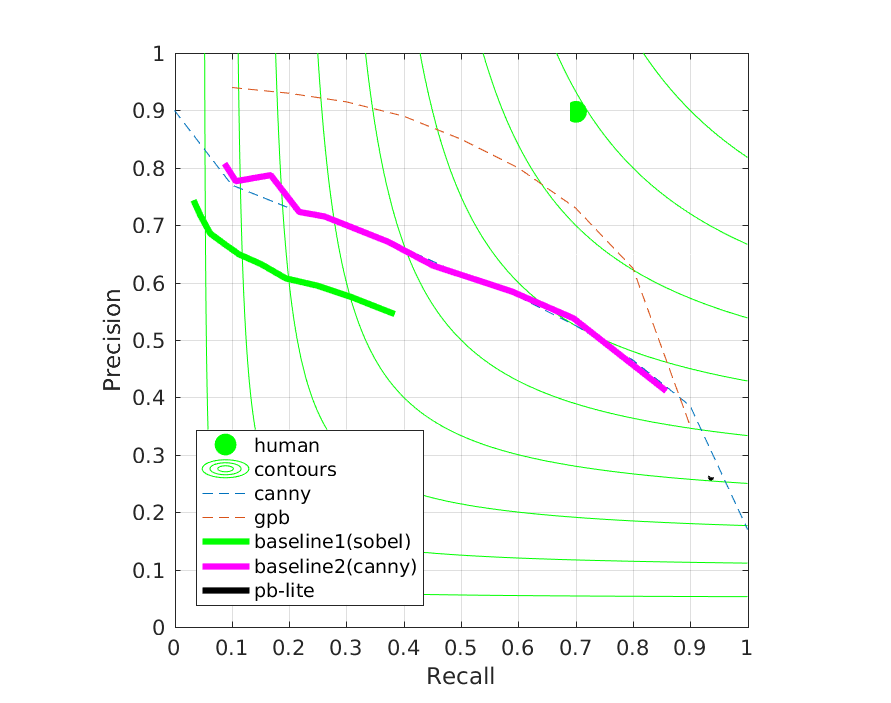 1
0.9
0.8
0.7
0.6
0.5
0.4
0.3
0.2
0.1
0
Precision
human
contours
canny
gpb
baseline1(sobel)
baseline2(canny)
pb-lite
0 0.1 0.2 0.3 0.4 0.5 0.6 0.7 0.8 0.9 1
Recall